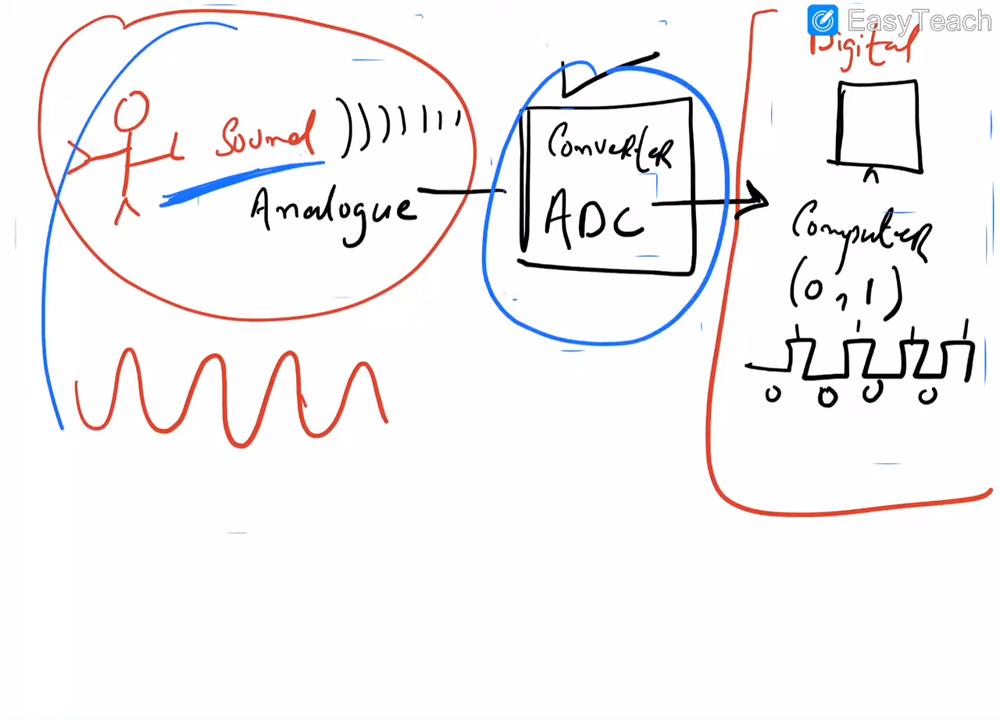 EasyTeach
Digital
Sound
Analogue
Converter
ADC
Computer
(0, 1)
0 0 0 0